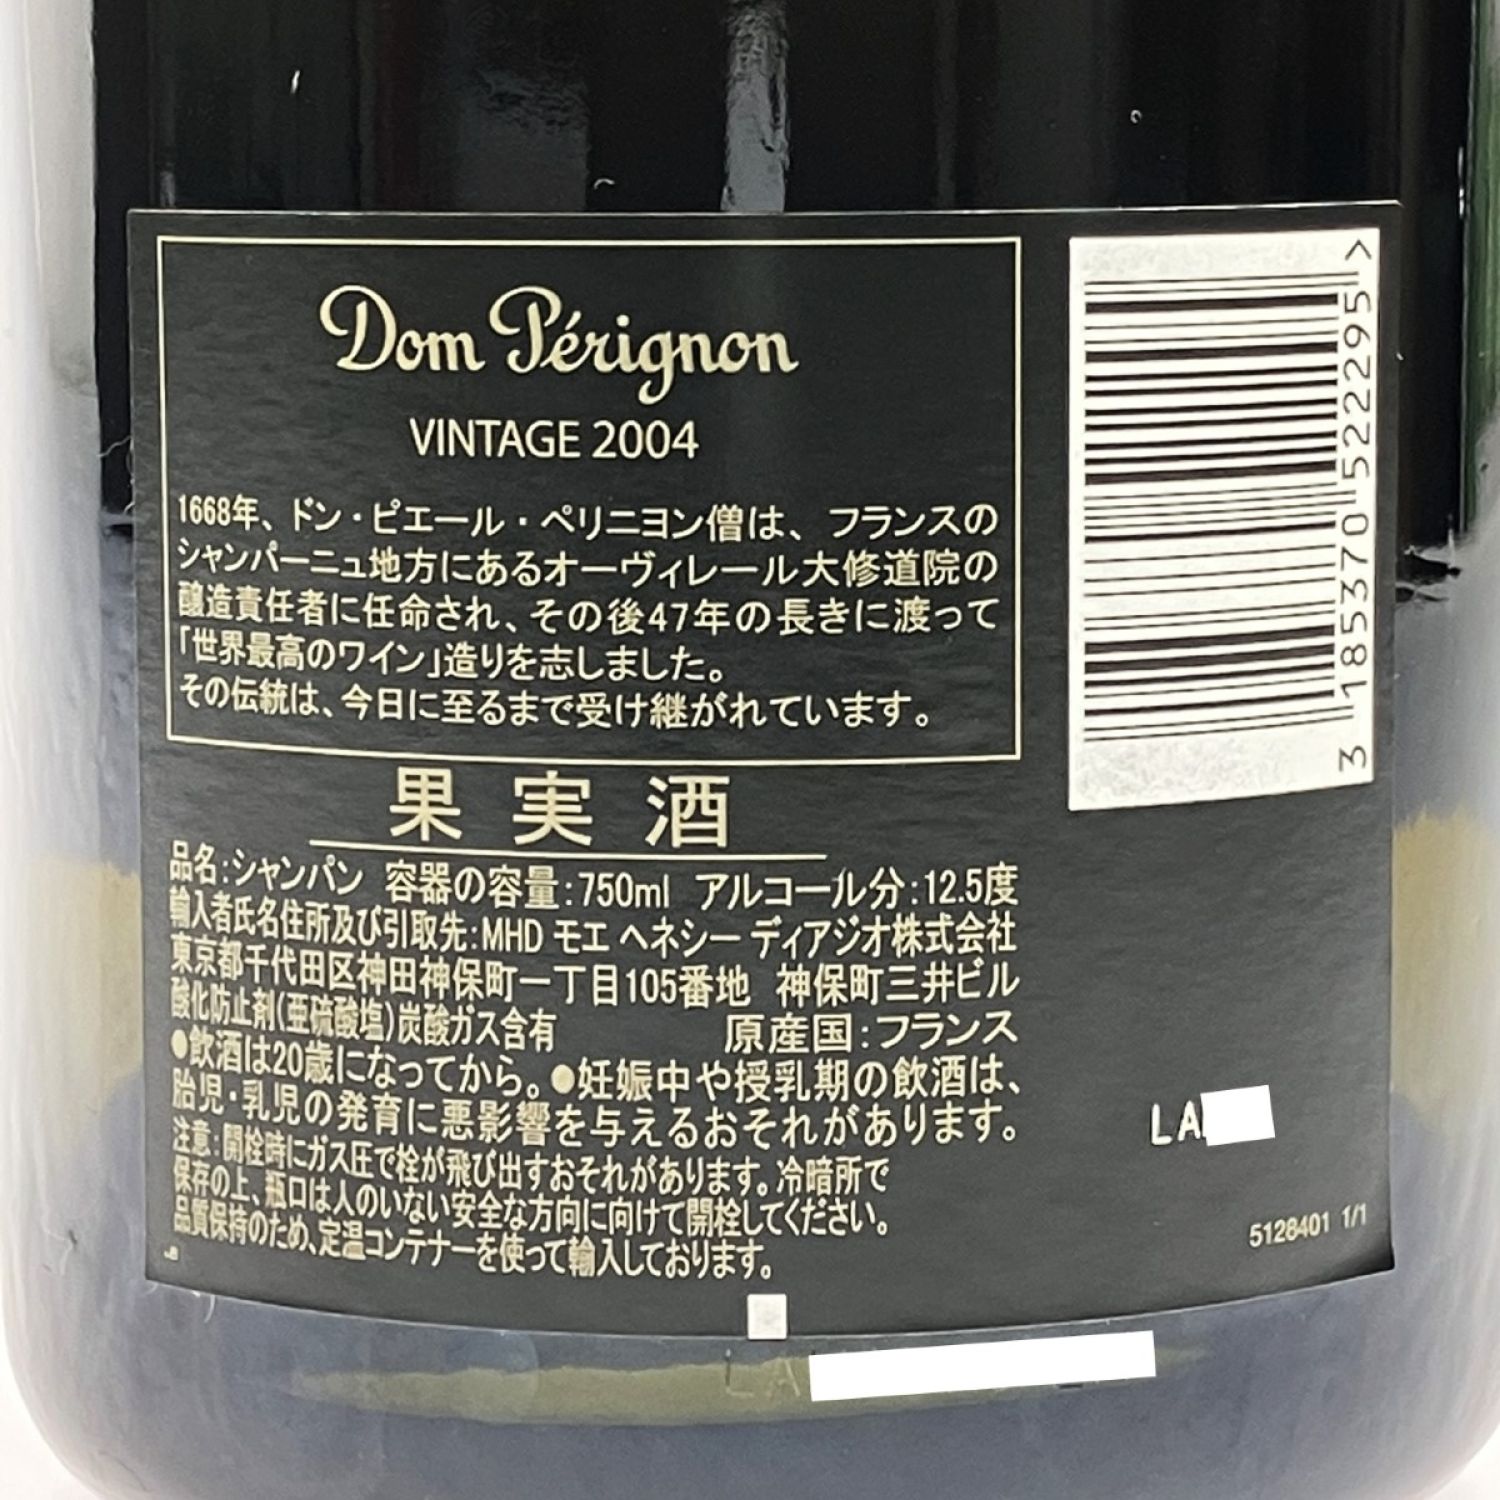 Dom Pérignon
VINTAGE 2004
1668年、ドン・ピエール・ペリニヨン僧は、フランスの
シャンパーニュ地方にあるオーヴィレール大修道院の
醸造責任者に任命され、その後47年の長きに渡って
「世界最高のワイン」造りを志しました。
その伝統は、今日に至るまで受け継がれています。
果実酒
品名:シャンパン 容器の容量:750ml アルコール分:12.5度
輸入者氏名住所及び引取先:MHD モエ ヘネシー ディアジオ株式会社
東京都千代田区神田神保町一丁目105番地 神保町三井ビル
酸化防止剤(亜硫酸塩)炭酸ガス含有 原産国:フランス
●飲酒は20歳になってから。●妊娠中や授乳期の飲酒は、
胎児・乳児の発育に悪影響を与えるおそれがあります。
注意:開栓時にガス圧で栓が飛び出すおそれがあります。冷暗所で
保存の上、瓶口は人のいない安全な方向に向けて開栓してください。
品質保持のため、定温コンテナーを使って輸入しております。
3 185370 522295 >
LA
5128401 1/1
LA